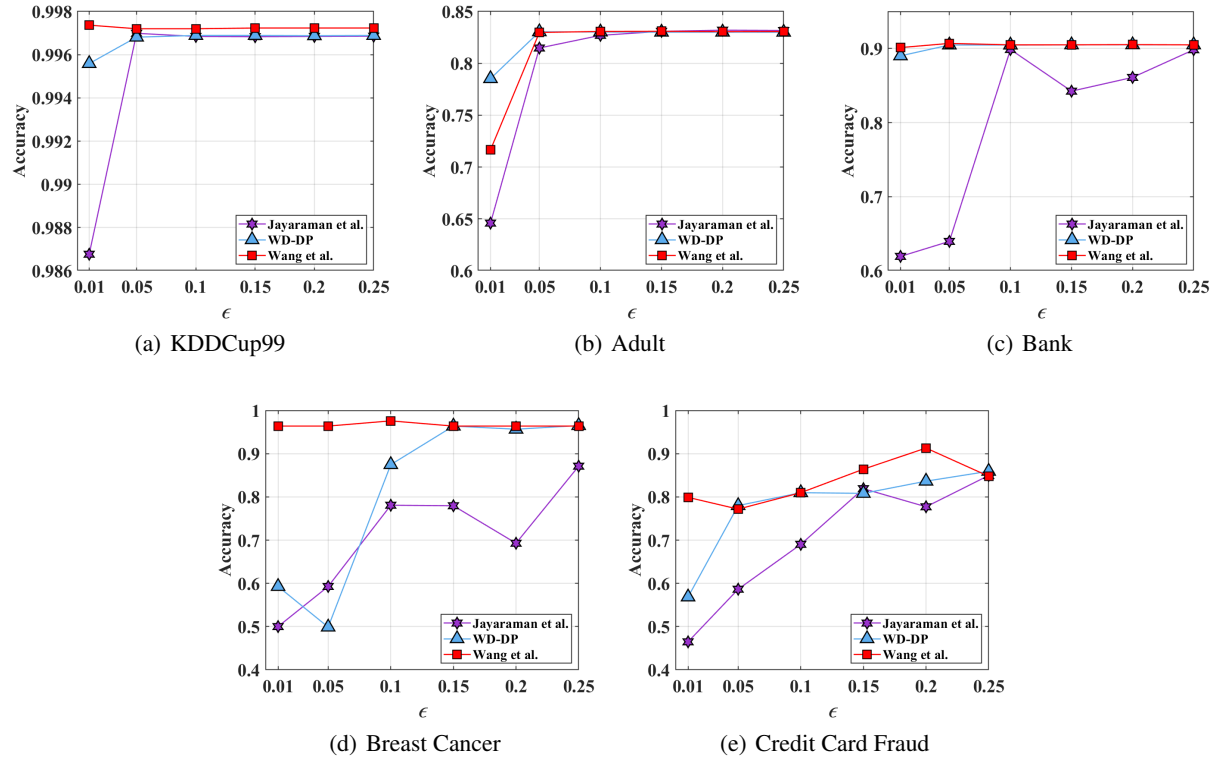 0.998
0.996
0.994
0.992
0.99
0.988
0.986
Accuracy
0.01 0.05 0.1 0.15 0.2 0.25
ϵ
Jayaraman et al.
WD-DP
Wang et al.
(a) KDDCup99
0.85
0.8
0.75
0.7
0.65
0.6
Accuracy
0.01 0.05 0.1 0.15 0.2 0.25
ϵ
Jayaraman et al.
WD-DP
Wang et al.
(b) Adult
0.9
0.8
0.7
0.6
Accuracy
0.01 0.05 0.1 0.15 0.2 0.25
ϵ
Jayaraman et al.
WD-DP
Wang et al.
(c) Bank
1
0.9
0.8
0.7
0.6
0.5
0.4
Accuracy
0.01 0.05 0.1 0.15 0.2 0.25
ϵ
Jayaraman et al.
WD-DP
Wang et al.
(d) Breast Cancer
1
0.9
0.8
0.7
0.6
0.5
0.4
Accuracy
0.01 0.05 0.1 0.15 0.2 0.25
ϵ
Jayaraman et al.
WD-DP
Wang et al.
(e) Credit Card Fraud